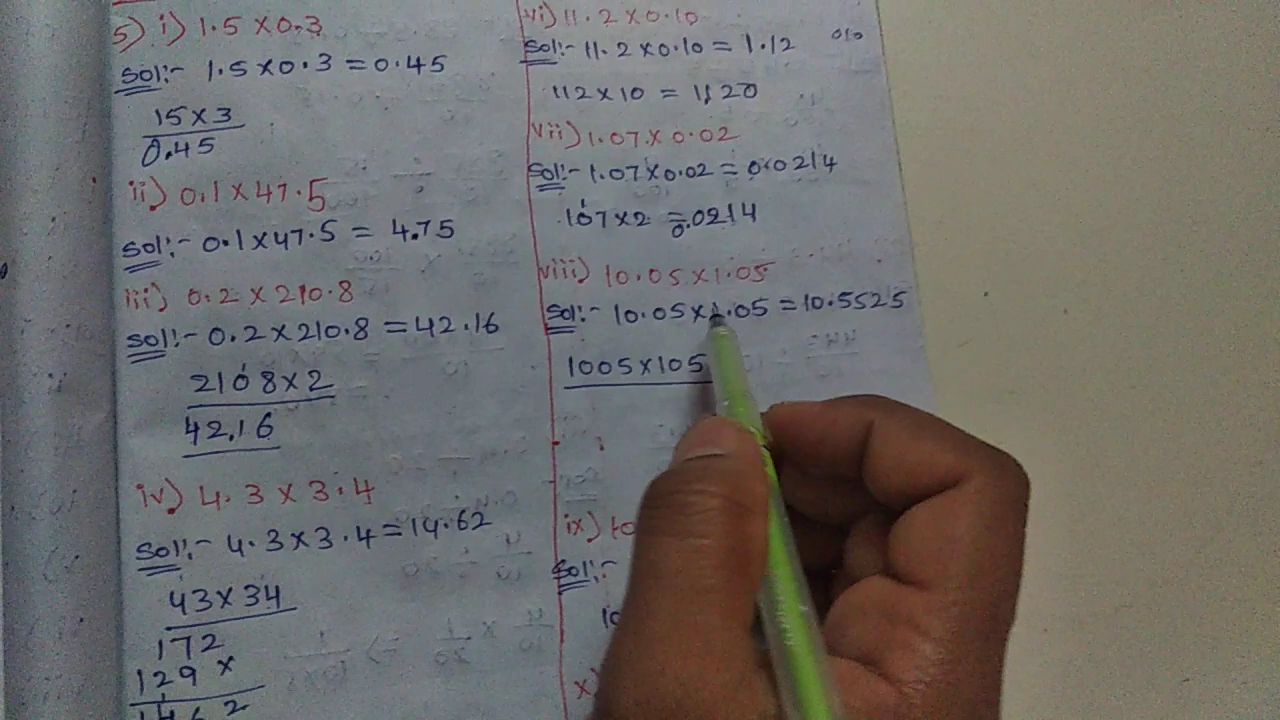 5) i) 1.5 × 0.3
Sol:- 1.5 × 0.3 = 0.45
15 × 3
0.45
ii) 0.1 × 47.5
Sol:- 0.1 × 47.5 = 4.75
iii) 0.2 × 210.8
Sol:- 0.2 × 210.8 = 42.16
2108 × 2
42.16
iv) 4.3 × 3.4
Sol:- 4.3 × 3.4 = 14.62
43 × 34
172
129 ×
1462
vi) 11.2 × 0.10
Sol:- 11.2 × 0.10 = 1.12
112 × 10 = 1,120
vii) 1.07 × 0.02
Sol:- 1.07 × 0.02 = 0.0214
107 × 2 = 0.0214
viii) 10.05 × 1.05
Sol:- 10.05 × 1.05 = 10.5525
1005 × 105
ix) 10
Sol:-
10
x)